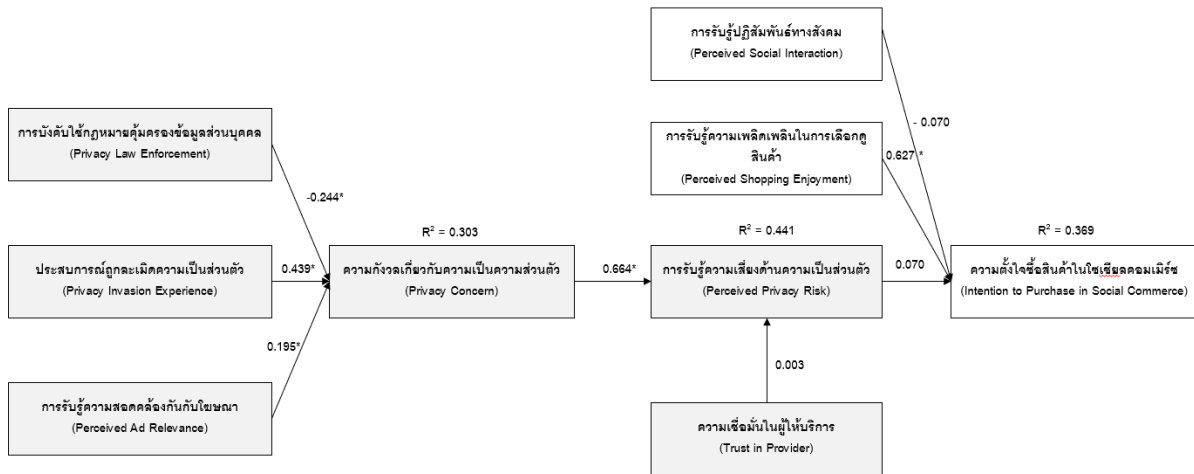 การรับรู้ปฏิสัมพันธ์ทางสังคม
(Perceived Social Interaction)
การบังคับใช้กฎหมายคุ้มครองข้อมูลส่วนบุคคล
(Privacy Law Enforcement)
- 0.070
การรับรู้ความเพลิดเพลินในการเลือกดู
สินค้า
(Perceived Shopping Enjoyment)
0.627 *
-0.244*
R² = 0.303
R² = 0.441
R² = 0.369
ประสบการณ์ถูกละเมิดความเป็นส่วนตัว
(Privacy Invasion Experience)
0.439*
ความกังวลเกี่ยวกับความเป็นความส่วนตัว
(Privacy Concern)
0.664*
การรับรู้ความเสี่ยงด้านความเป็นส่วนตัว
(Perceived Privacy Risk)
0.070
ความตั้งใจซื้อสินค้าในโซเชียลคอมเมิร์ซ
(Intention to Purchase in Social Commerce)
0.195*
0.003
การรับรู้ความสอดคล้องกันกับโฆษณา
(Perceived Ad Relevance)
ความเชื่อมั่นในผู้ให้บริการ
(Trust in Provider)